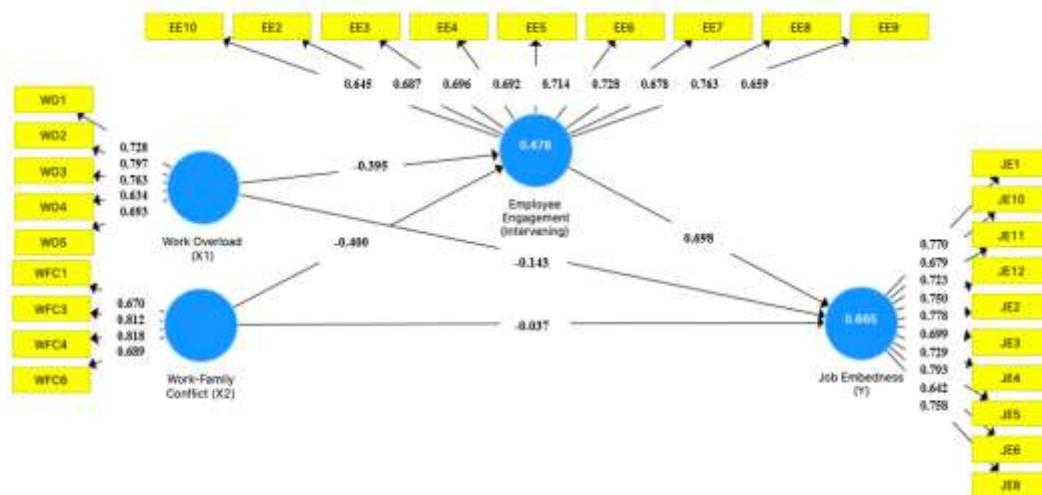 EE10 EE2 EE3 EE4 EE5 EE6 EE7 EE8 EE9
0.645 0.687 0.696 0.692 0.714 0.728 0.678 0.763 0.659
WO1
WO2
WO3
WO4
WO5
0.728
0.797
0.763
0.634
0.693
Work Overload
(X1)
WFC1
WFC3
WFC4
WFC6
0.670
0.812
0.818
0.689
Work-Family
Conflict (X2)
-0.395
-0.400
-0.143
-0.037
0.698
0.478
Employee
Engagement
(Intervening)
0.665
Job Embedness
(Y)
0.770
0.679
0.723
0.750
0.778
0.699
0.729
0.793
0.642
0.758
JE1
JE10
JE11
JE12
JE2
JE3
JE4
JE5
JE6
JE8